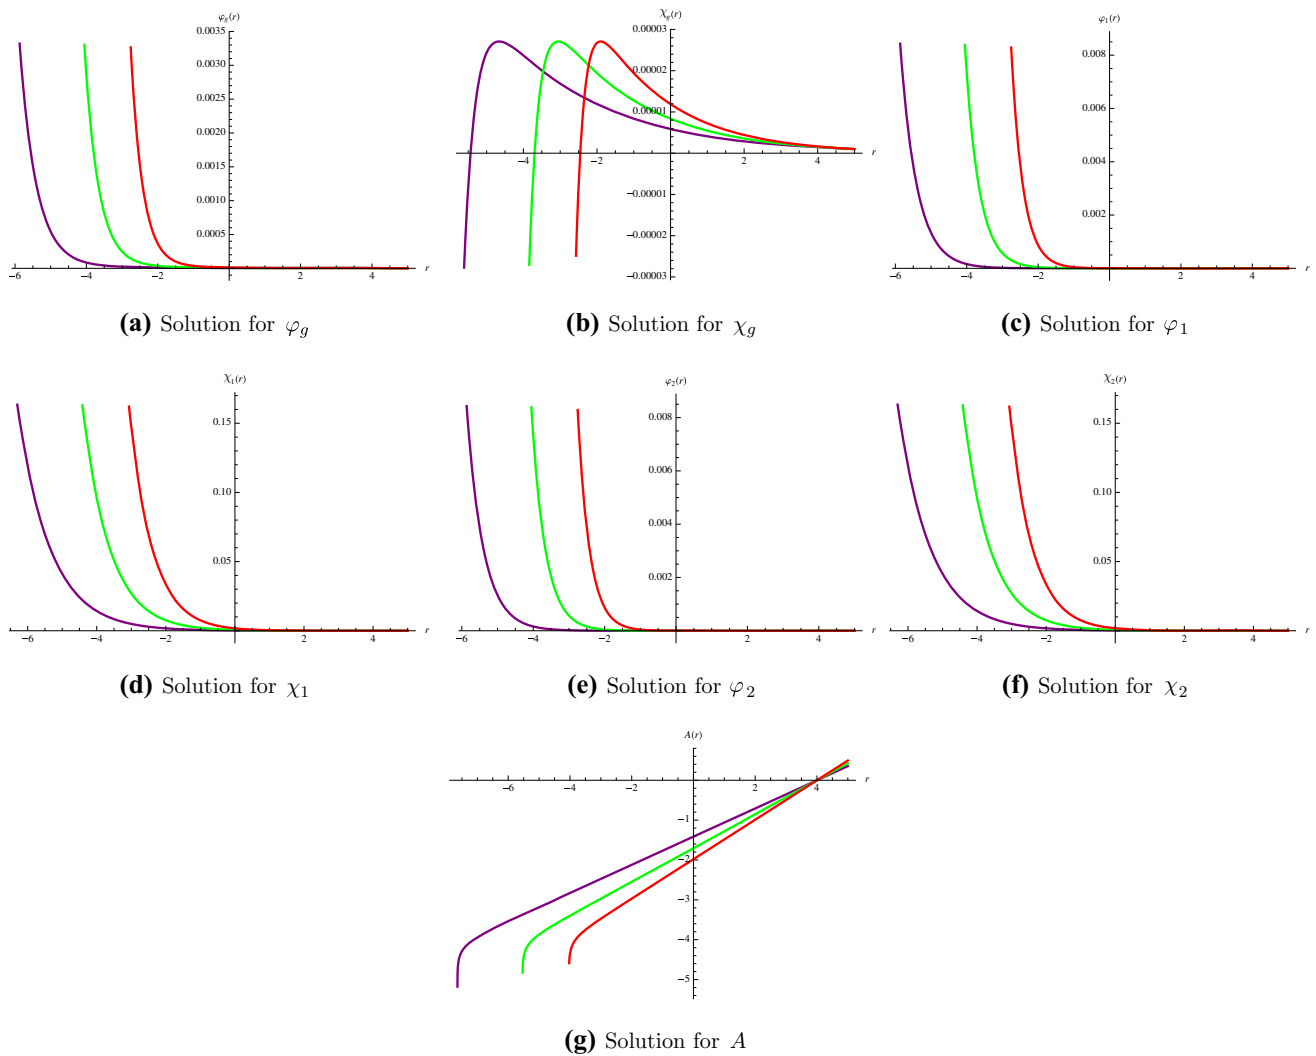 φg(r)
0.0035
0.0030
0.0025
0.0020
0.0015
0.0010
0.0005
−6 −4 −2 2 4 r
(a) Solution for φg
χg(r)
0.00003
0.00002
0.00001
−4 −2 2 4 r
−0.00001
−0.00002
−0.00003
(b) Solution for χg
φ1(r)
0.008
0.006
0.004
0.002
−6 −4 −2 2 4 r
(c) Solution for φ1
χ1(r)
0.15
0.10
0.05
−6 −4 −2 0 2 4 r
(d) Solution for χ1
φ2(r)
0.008
0.006
0.004
0.002
−6 −4 −2 0 2 4 r
(e) Solution for φ2
χ2(r)
0.15
0.10
0.05
−6 −4 −2 0 2 4 r
(f) Solution for χ2
A(r)
−6 −4 −2 2 4 r
−1
−2
−3
−4
−5
(g) Solution for A